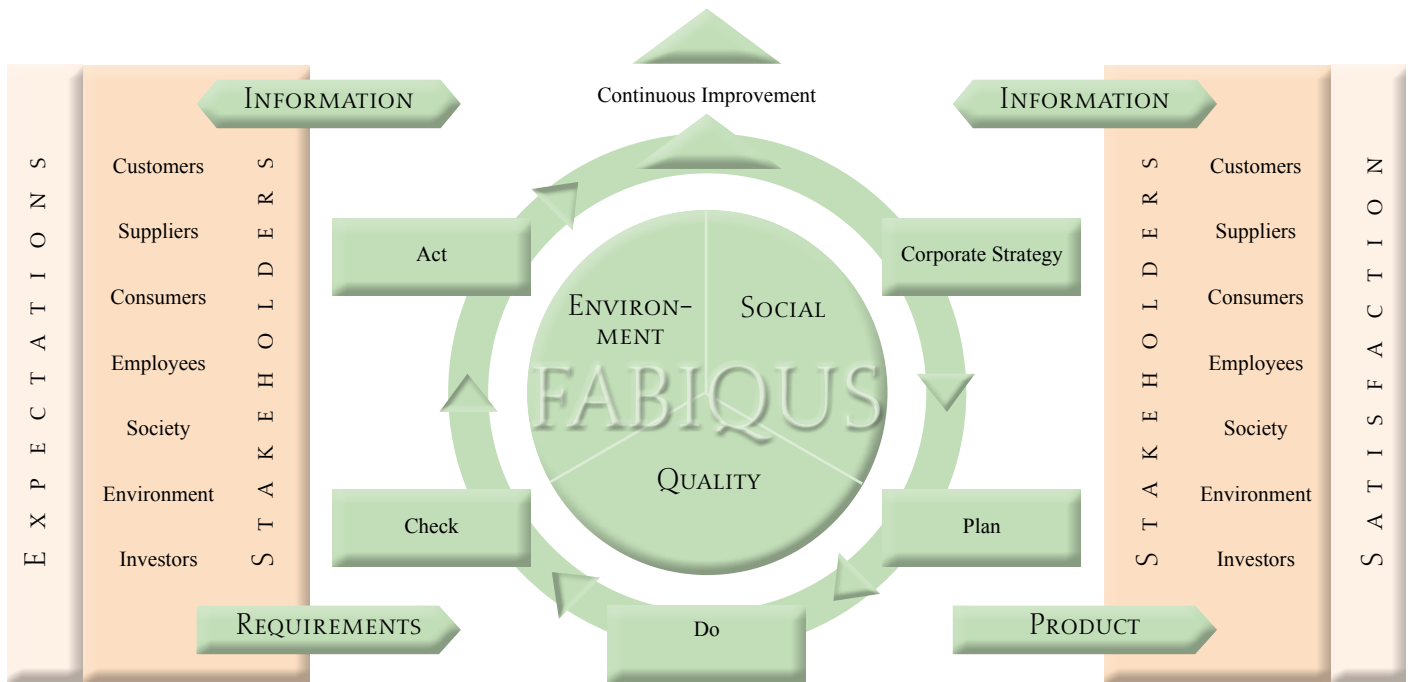 EXPECTATIONS
STAKEHOLDERS
INFORMATION
Customers
Suppliers
Consumers
Employees
Society
Environment
Investors
REQUIREMENTS
Continuous Improvement
Act
Corporate Strategy
ENVIRON-
MENT
SOCIAL
FABIQUS
QUALITY
Check
Plan
Do
INFORMATION
STAKEHOLDERS
Customers
Suppliers
Consumers
Employees
Society
Environment
Investors
PRODUCT
SATISFACTION